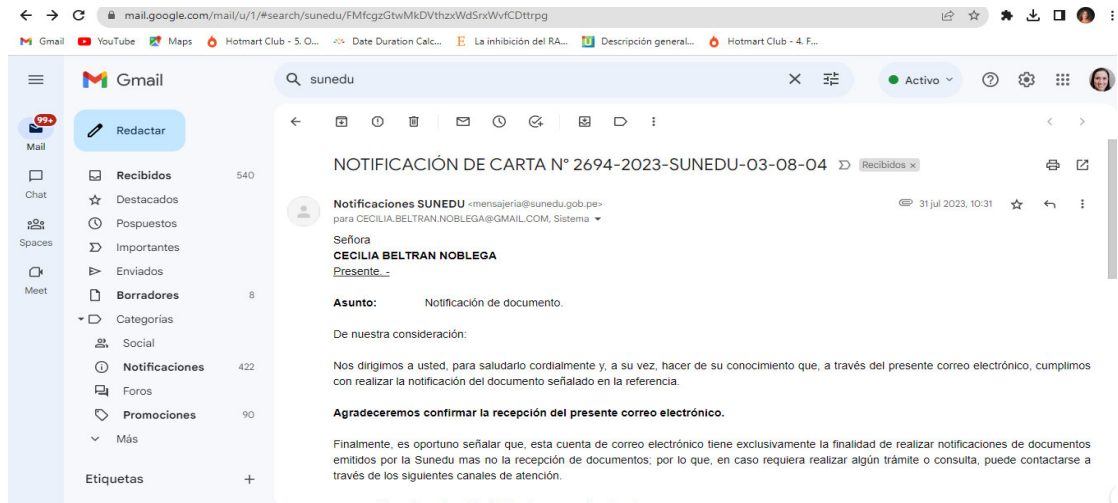 mail.google.com/mail/u/1/#search/sunedu/FMfcgzGtwMkDVthzxWdSrxWvfCDttrpg
Gmail YouTube Maps Hotmart Club - 5. O... Date Duration Calc... La inhibición del RA... Descripción general... Hotmart Club - 4. F...
Gmail
sunedu
Activo
99+
Mail
Chat
Spaces
Meet
Redactar
Recibidos 540
Destacados
Pospuestos
Importantes
Enviados
Borradores 8
Categorías
Social
Notificaciones 422
Foros
Promociones 90
Más
Etiquetas +
NOTIFICACIÓN DE CARTA N° 2694-2023-SUNEDU-03-08-04 Recibidos x
Notificaciones SUNEDU <mensajeria@sunedu.gob.pe> 31 jul 2023, 10:31
para CECILIA.BELTRAN.NOBLEGA@GMAIL.COM, Sistema
Señora
CECILIA BELTRAN NOBLEGA
Presente. -
Asunto: Notificación de documento.
De nuestra consideración:
Nos dirigimos a usted, para saludarlo cordialmente y, a su vez, hacer de su conocimiento que, a través del presente correo electrónico, cumplimos
con realizar la notificación del documento señalado en la referencia.
Agradeceremos confirmar la recepción del presente correo electrónico.
Finalmente, es oportuno señalar que, esta cuenta de correo electrónico tiene exclusivamente la finalidad de realizar notificaciones de documentos
emitidos por la Sunedu mas no la recepción de documentos; por lo que, en caso requiera realizar algún trámite o consulta, puede contactarse a
través de los siguientes canales de atención.